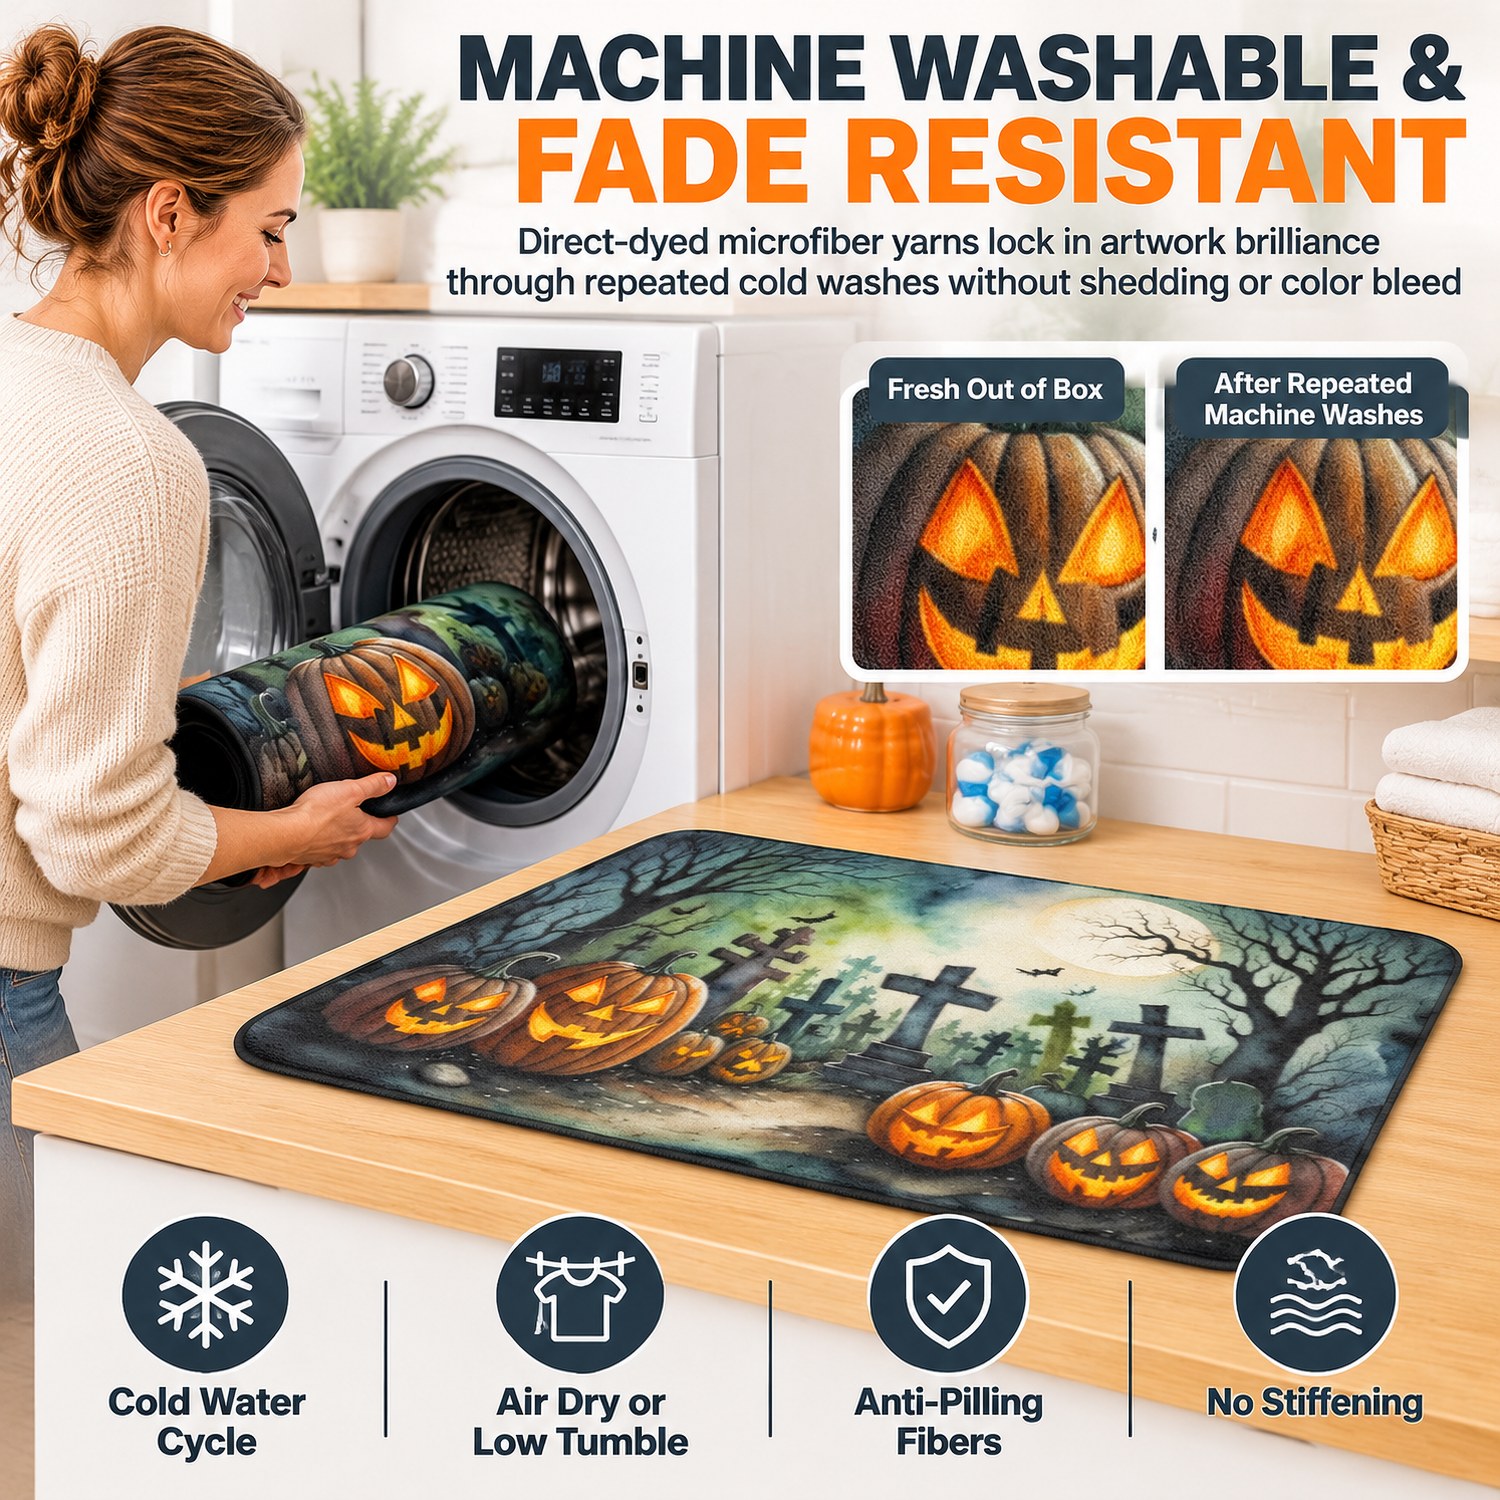 MACHINE WASHABLE &
FADE RESISTANT
Direct-dyed microfiber yarns lock in artwork brilliance
through repeated cold washes without shedding or color bleed
Fresh Out of Box
After Repeated
Machine Washes
Cold Water
Cycle
Air Dry or
Low Tumble
Anti-Pilling
Fibers
No Stiffening